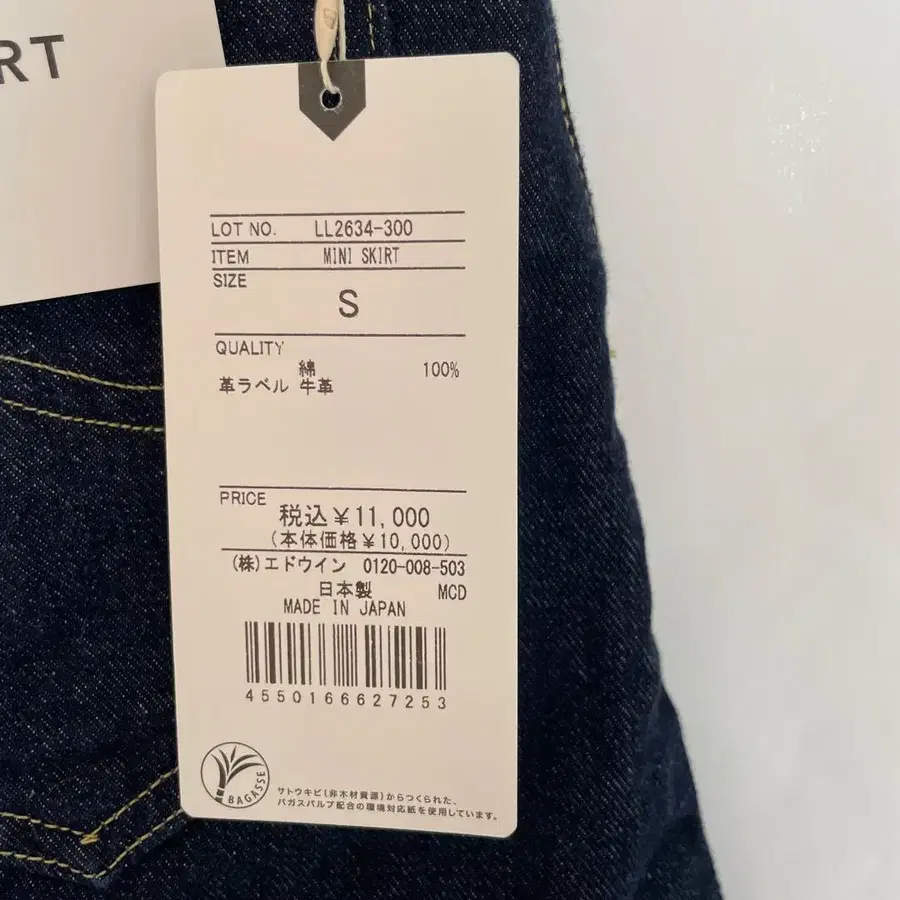 RT
LOT NO. LL2634-300
ITEM MINI SKIRT
SIZE
S
QUALITY
綿 100%
革ラベル 牛革
PRICE
税込¥11,000
(本体価格¥10,000)
(株)エドウイン 0120-008-503
日本製 MCD
MADE IN JAPAN
4550166627253
BAGASSE
サトウキビ(非木材資源)からつくられた、
バガスパルプ配合の環境対応紙を使用しています。